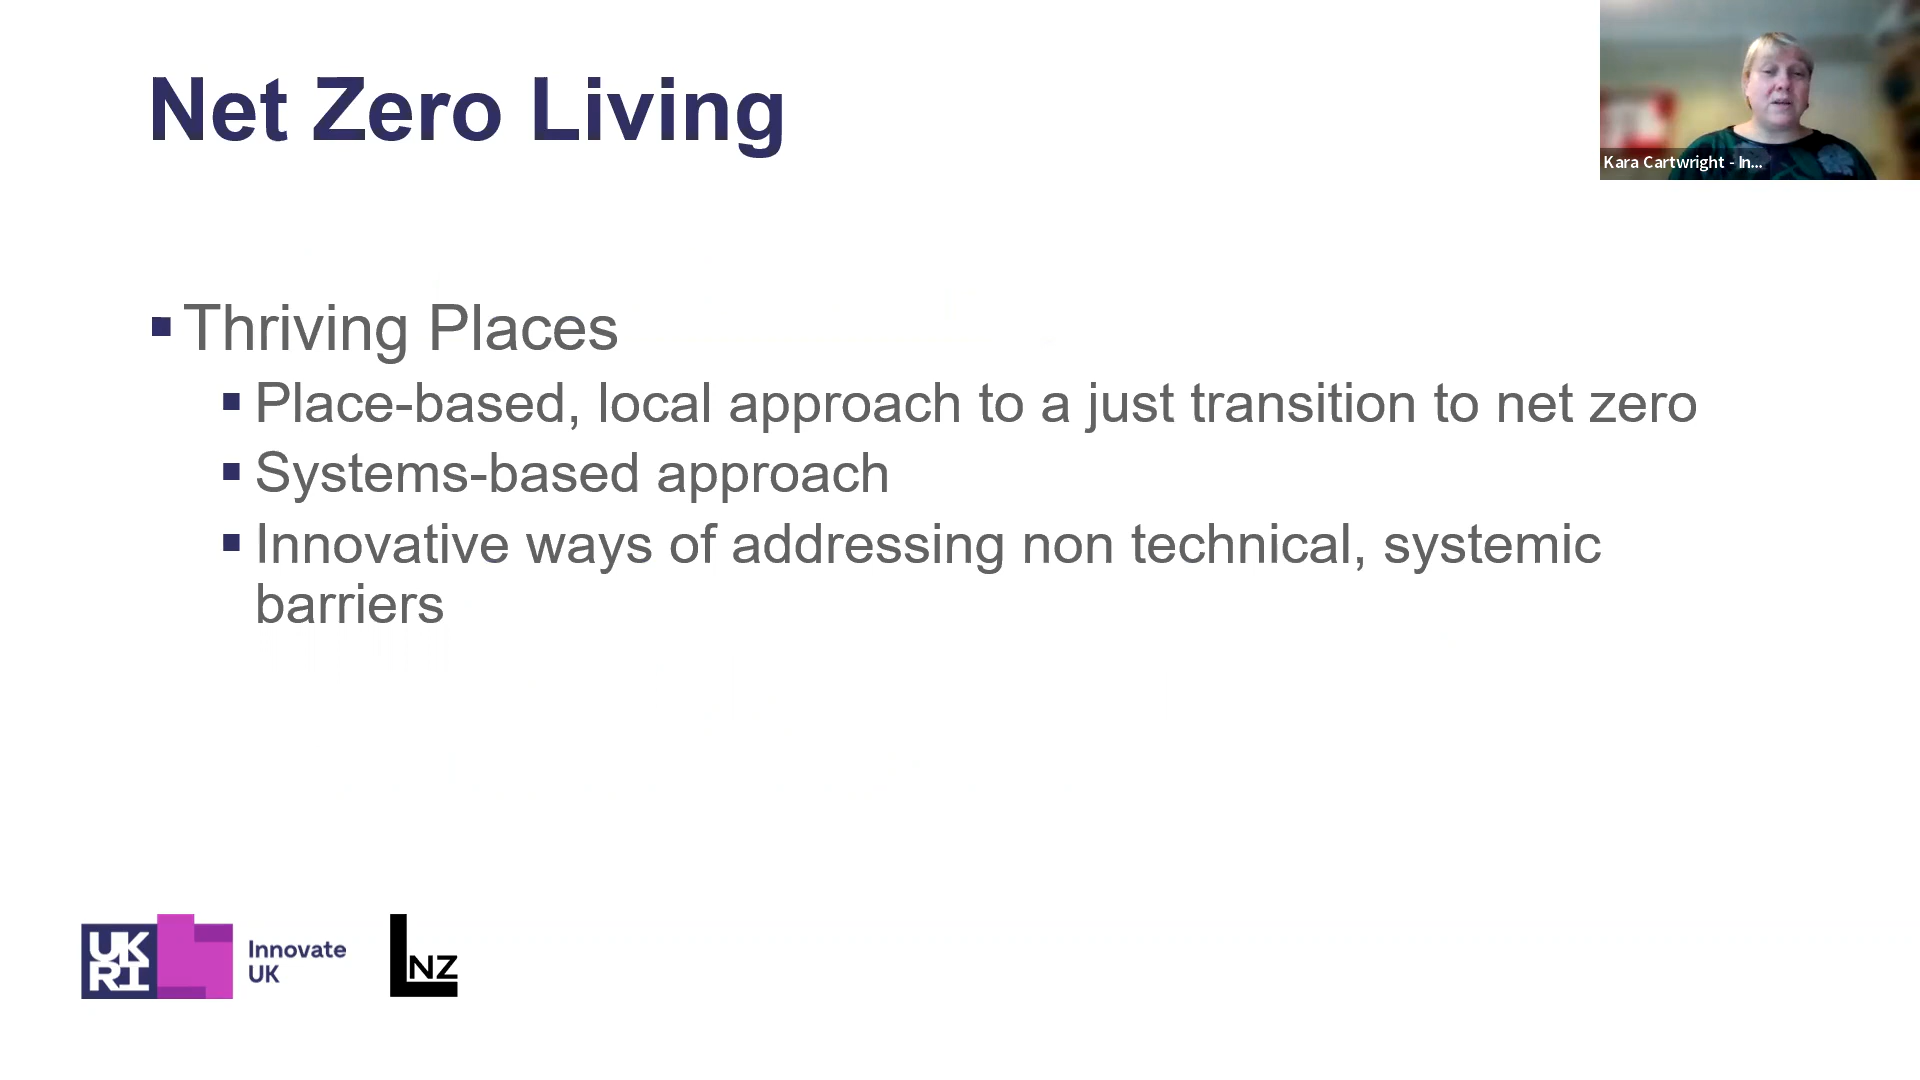 Net Zero Living
Kara Cartwright - In...
Thriving Places
Place-based, local approach to a just transition to net zero
Systems-based approach
Innovative ways of addressing non technical, systemic
barriers
UK
RI
Innovate
UK
LNZ